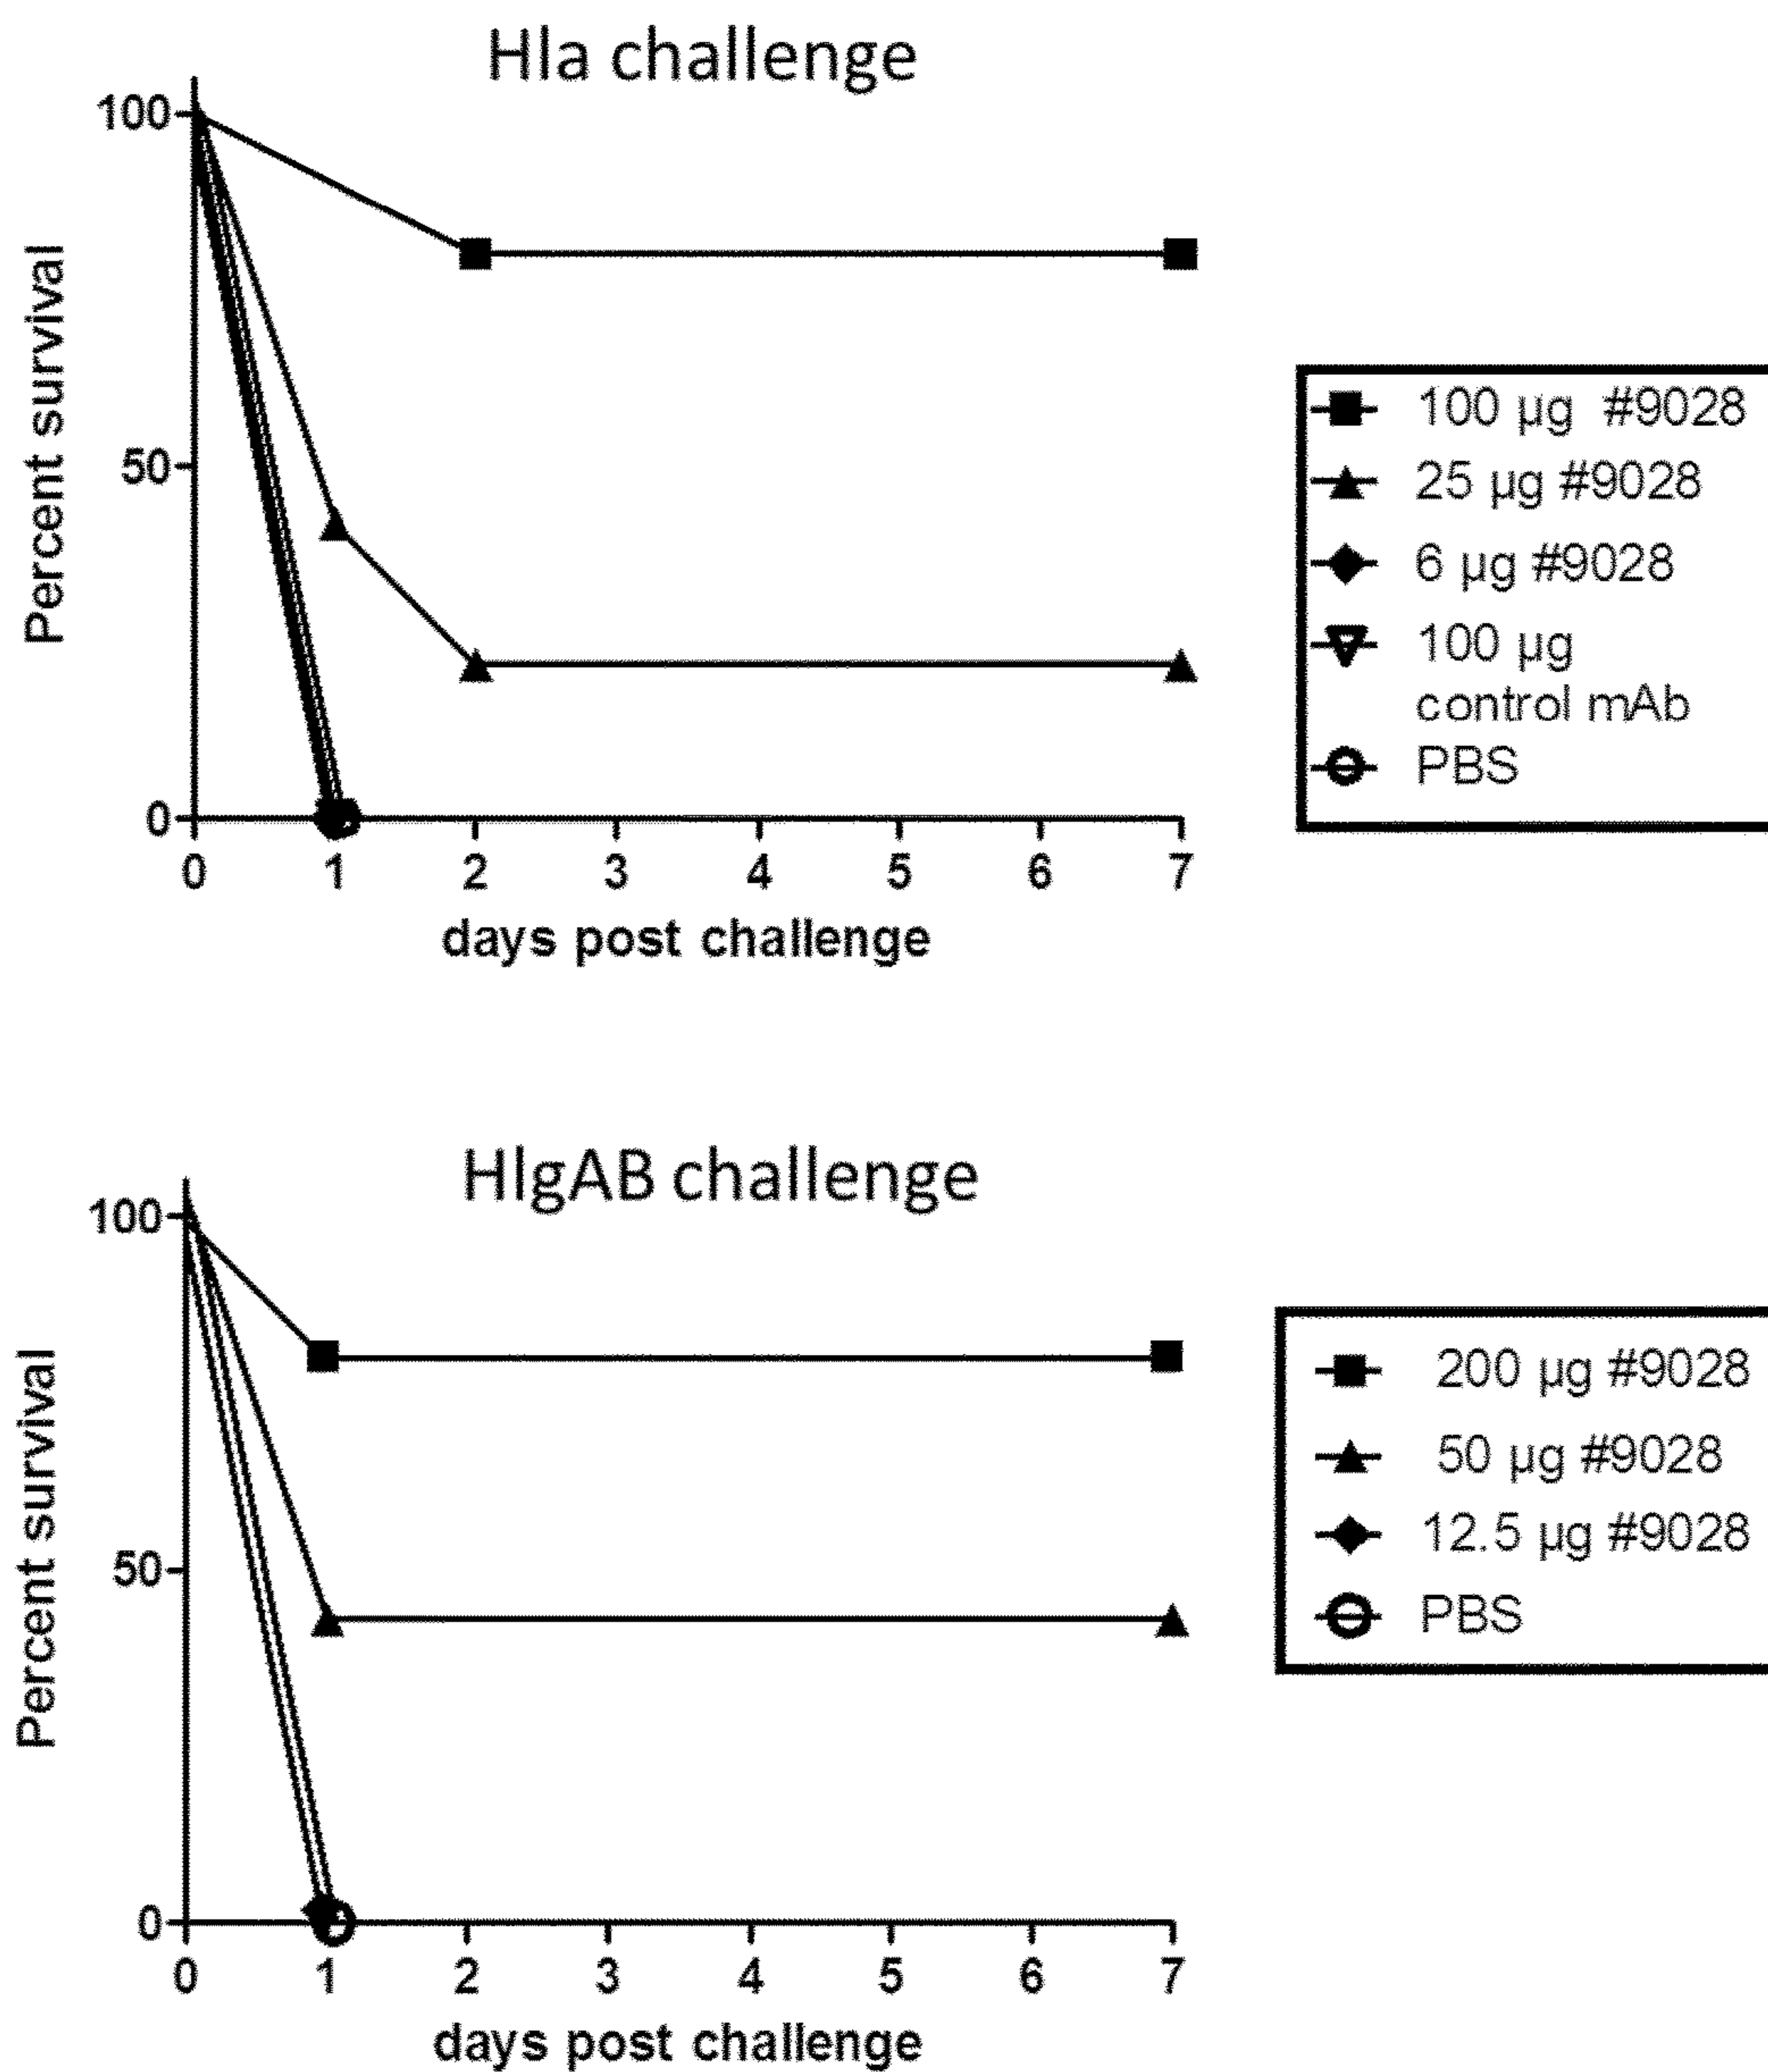 Hla challenge
100
50
0
Percent survival
0 1 2 3 4 5 6 7
days post challenge
100 µg #9028
25 µg #9028
6 µg #9028
100 µg
control mAb
PBS
HlgAB challenge
100
50
0
Percent survival
0 1 2 3 4 5 6 7
days post challenge
200 µg #9028
50 µg #9028
12.5 µg #9028
PBS